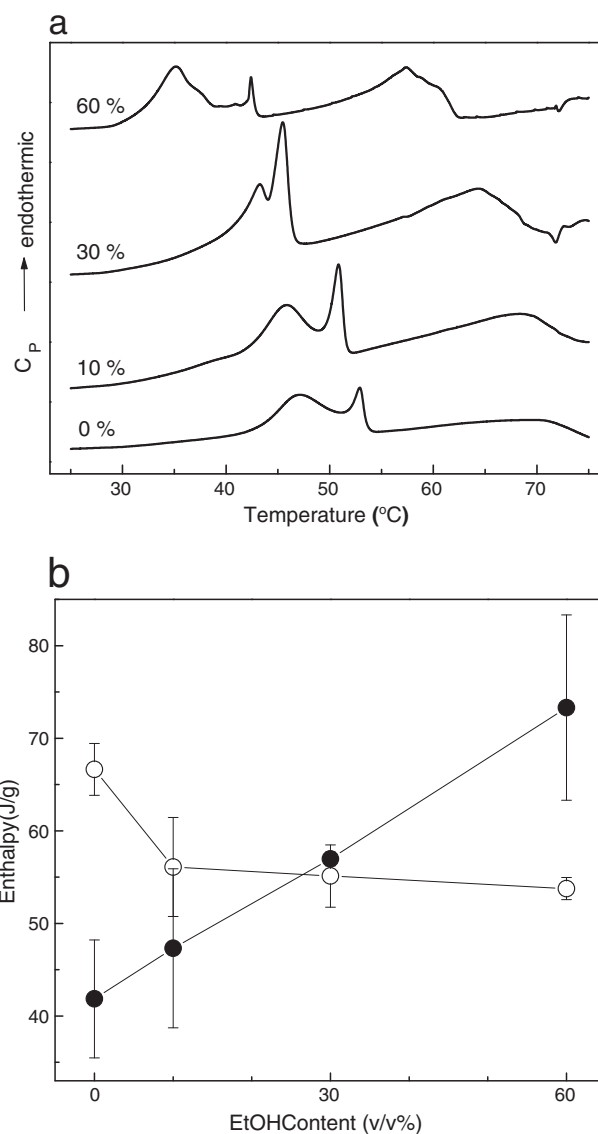 a
60 %
30 %
10 %
0 %
C P endothermic
30 40 50 60 70
Temperature (°C)
b
80
70
60
50
40
Enthalpy(J/g)
0 30 60
EtOHContent (v/v%)